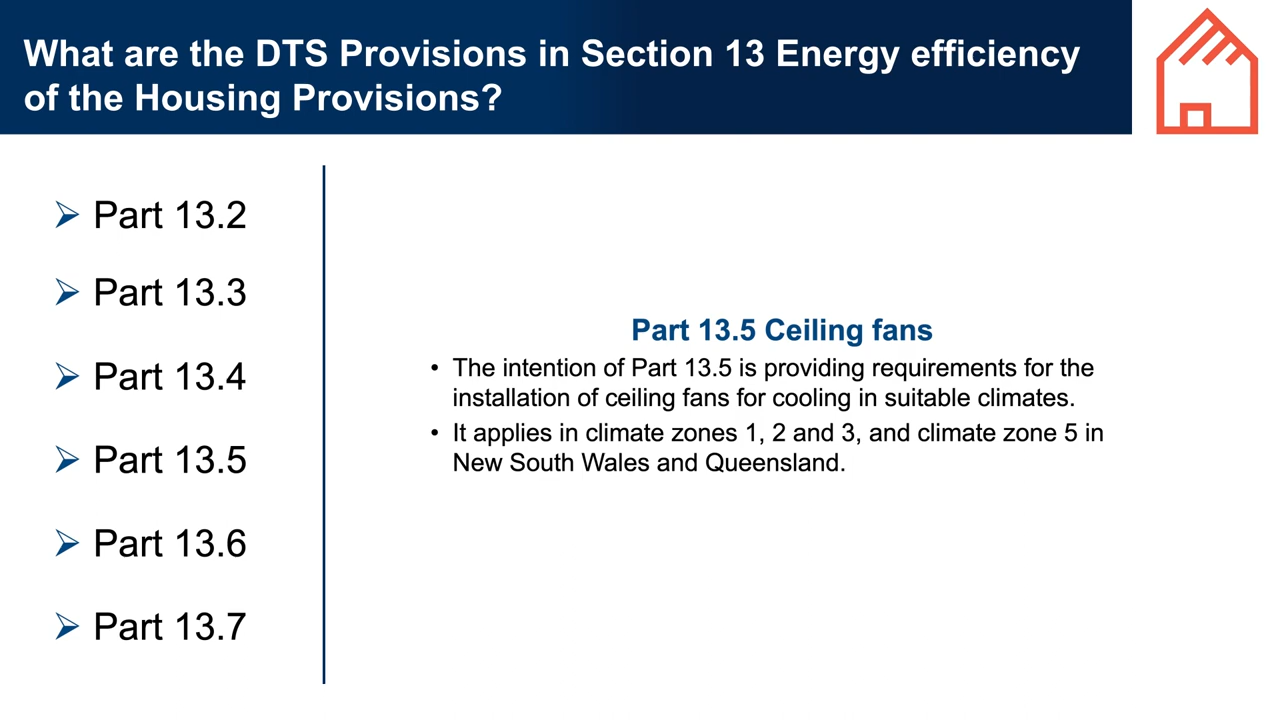 What are the DTS Provisions in Section 13 Energy efficiency
of the Housing Provisions?
➢ Part 13.2
➢ Part 13.3
➢ Part 13.4
➢ Part 13.5
➢ Part 13.6
➢ Part 13.7
Part 13.5 Ceiling fans
• The intention of Part 13.5 is providing requirements for the
installation of ceiling fans for cooling in suitable climates.
• It applies in climate zones 1, 2 and 3, and climate zone 5 in
New South Wales and Queensland.